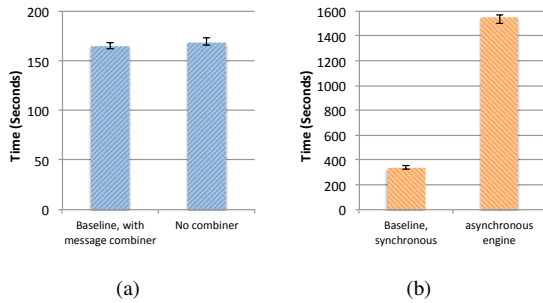 200
150
100
50
0
Time (Seconds)
Baseline, with
message combiner
No combiner
(a)
1600
1400
1200
1000
800
600
400
200
0
Time (Seconds)
Baseline,
synchronous
asynchronous
engine
(b)